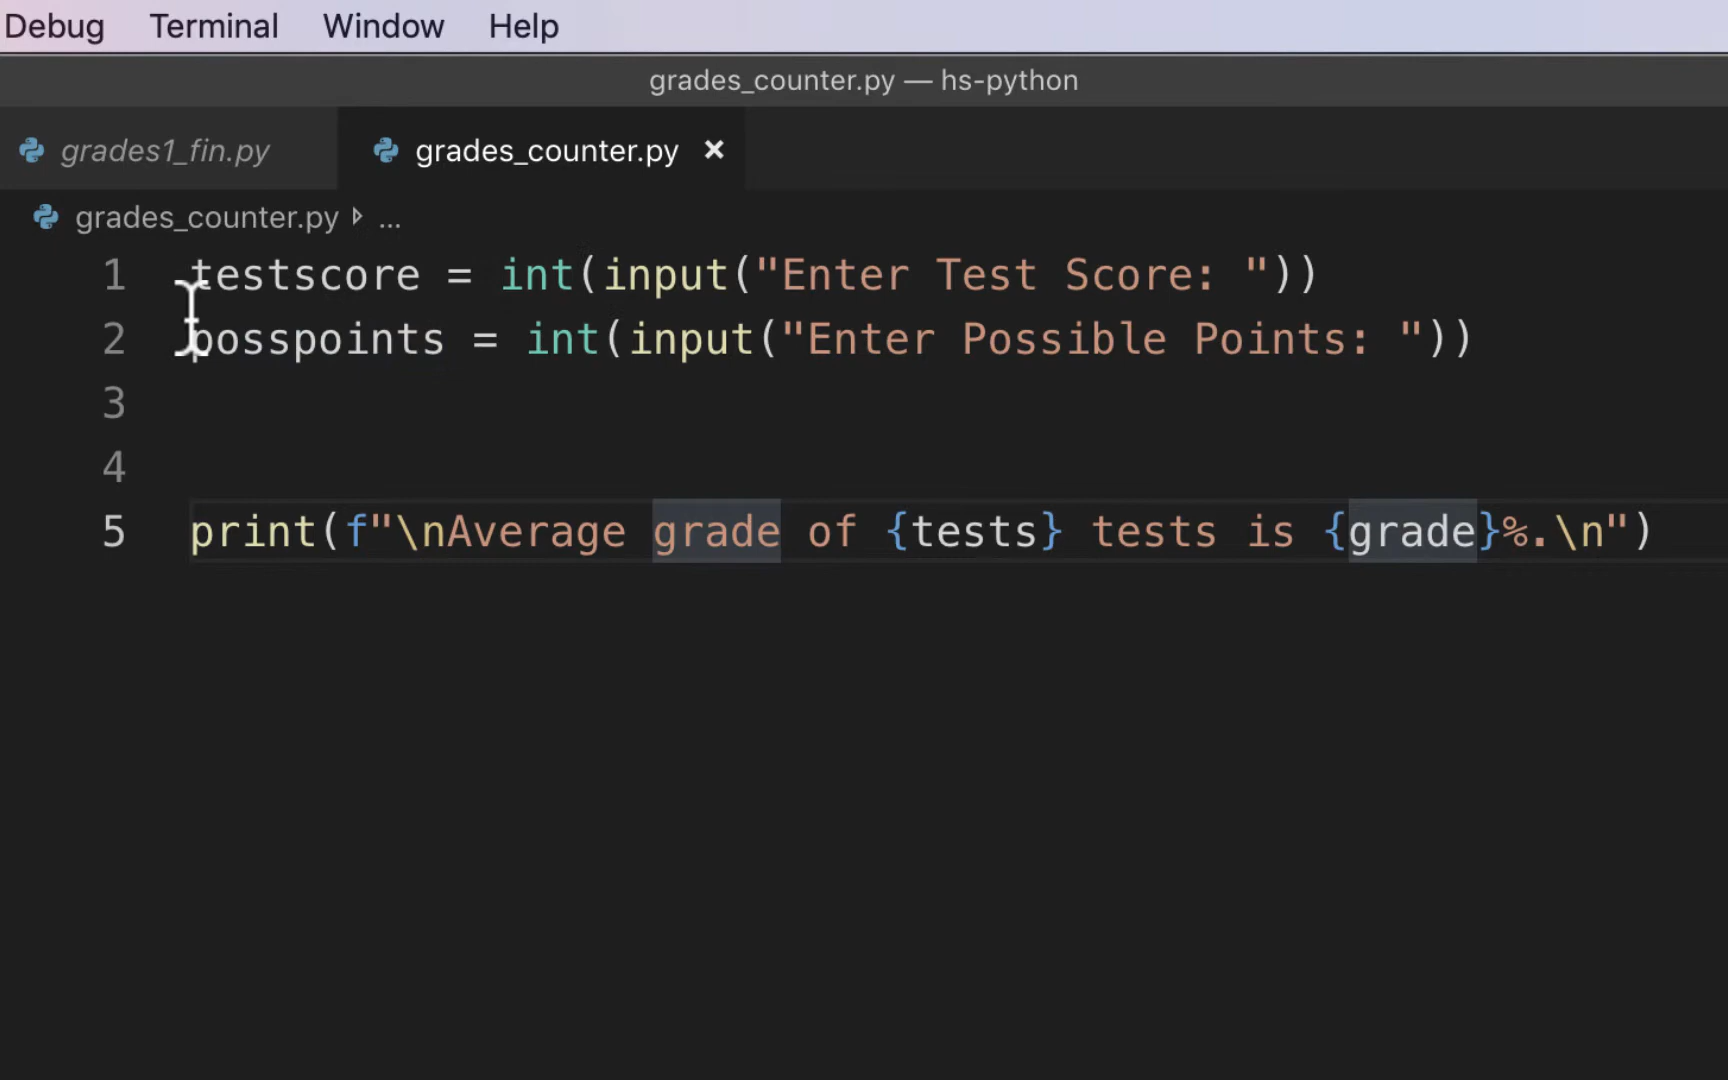 Debug Terminal Window Help
grades_counter.py — hs-python
grades1_fin.py grades_counter.py ×
grades_counter.py ...
1 testscore = int(input("Enter Test Score: "))
2 posspoints = int(input("Enter Possible Points: "))
3
4
5 print(f"\nAverage grade of {tests} tests is {grade}%.\n")